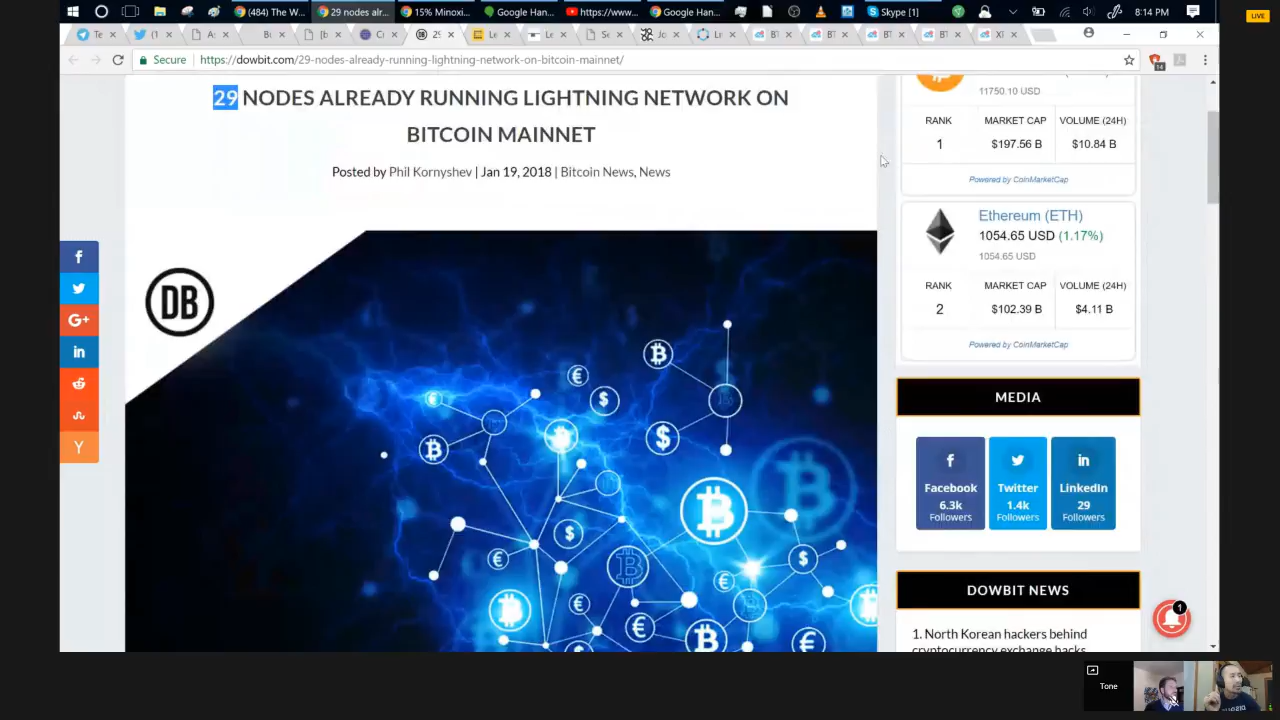 LIVE
(484) The W...
29 nodes alr...
15% Minoxi...
Google Han...
https://www...
Google Han...
Skype [1]
8:14 PM
Secure
https://dowbit.com/29-nodes-already-running-lightning-network-on-bitcoin-mainnet/
29 NODES ALREADY RUNNING LIGHTNING NETWORK ON
BITCOIN MAINNET
Posted by Phil Kornyshev | Jan 19, 2018 | Bitcoin News, News
DB
11750.10 USD
RANK
MARKET CAP
VOLUME (24H)
1
$197.56 B
$10.84 B
Powered by CoinMarketCap
Ethereum (ETH)
1054.65 USD (1.17%)
1054.65 USD
RANK
MARKET CAP
VOLUME (24H)
2
$102.39 B
$4.11 B
Powered by CoinMarketCap
MEDIA
Facebook
6.3k
Followers
Twitter
1.4k
Followers
LinkedIn
29
Followers
DOWBIT NEWS
1. North Korean hackers behind
cryptocurrency exchange hacks
1
Tone